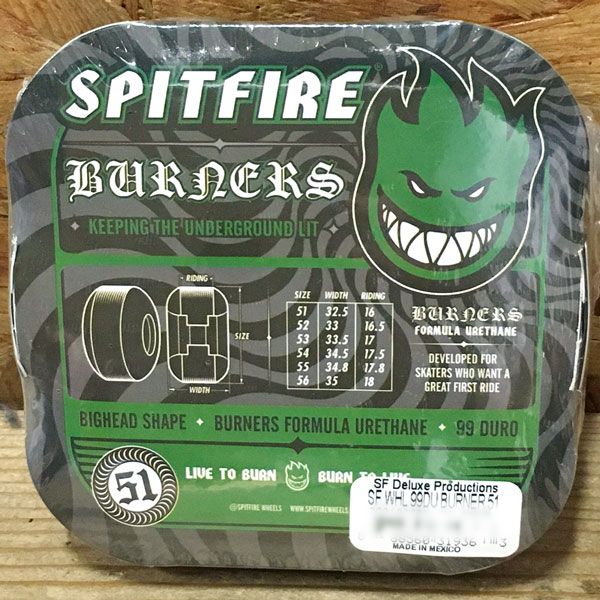 SPITFIRE®
BURNERS
KEEPING THE UNDERGROUND LIT
RIDING
SIZE
WIDTH
SIZE WIDTH RIDING
51 32.5 16
52 33 16.5
53 33.5 17
54 34.5 17.5
55 34.8 17.8
56 35 18
BURNERS
FORMULA URETHANE
DEVELOPED FOR
SKATERS WHO WANT A
GREAT FIRST RIDE
BIGHEAD SHAPE • BURNERS FORMULA URETHANE • 99 DURO
51
LIVE TO BURN BURN TO LIVE
@SPITFIRE WHEELS WWW.SPITFIREWHEELS
SF Deluxe Productions
SF WHL 99DU BURNER 51
MADE IN MEXICO